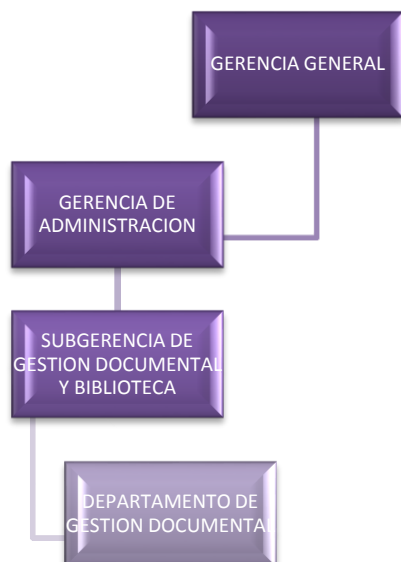 GERENCIA GENERAL
GERENCIA DE
ADMINISTRACION
SUBGERENCIA DE
GESTION DOCUMENTAL
Y BIBLIOTECA
DEPARTAMENTO DE
GESTION DOCUMENTAL